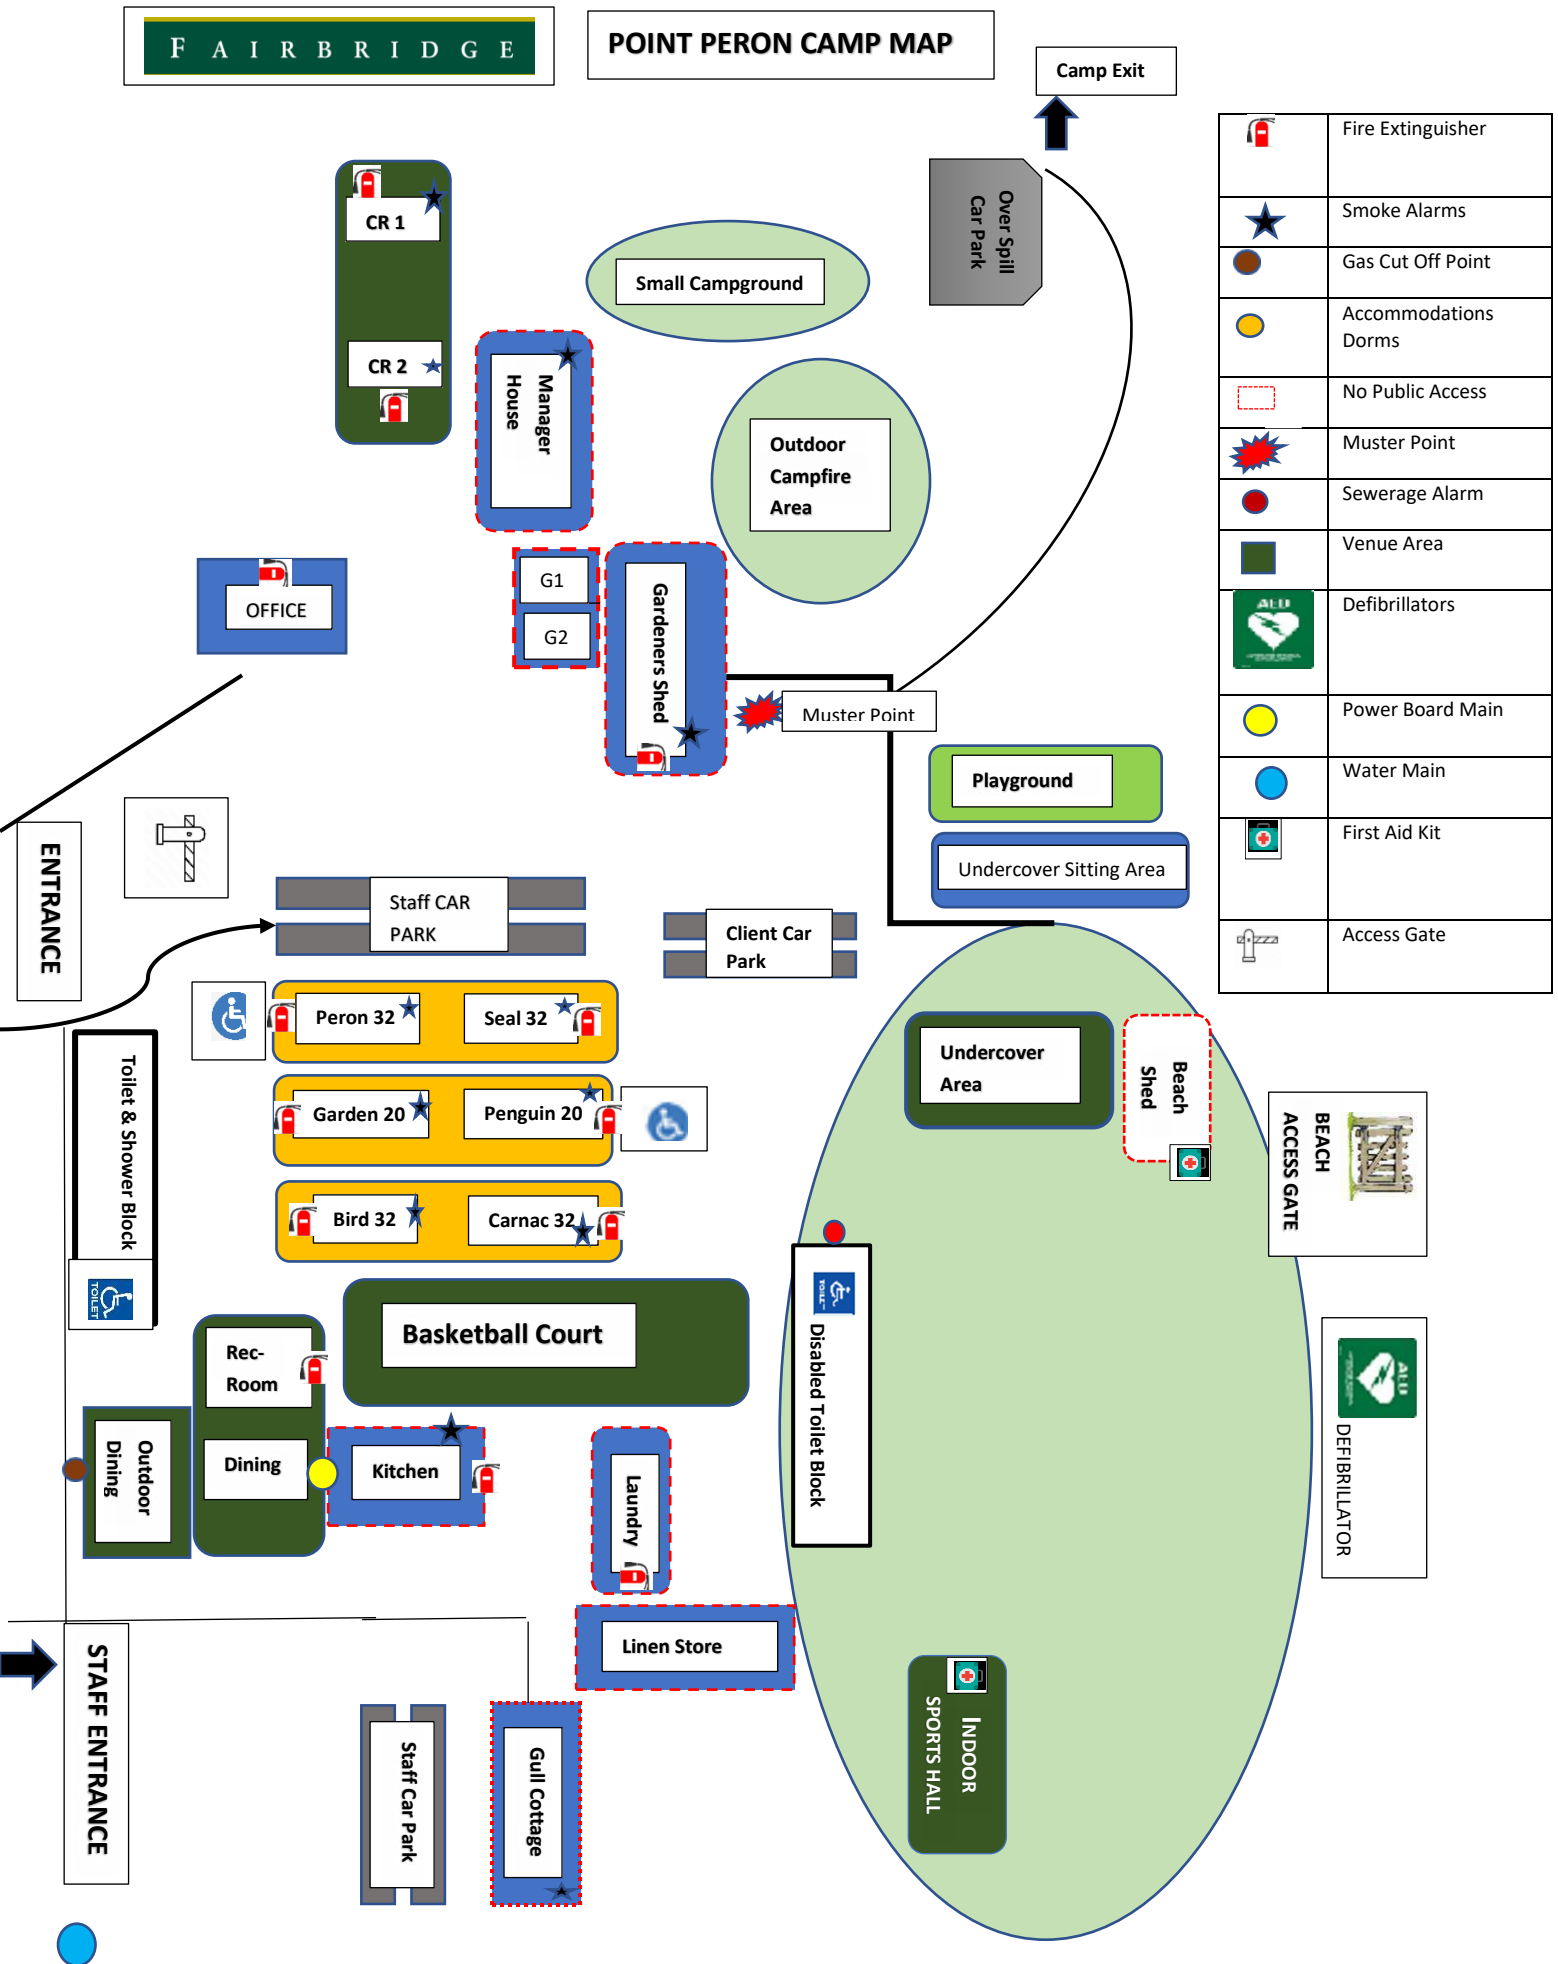 FAIRBRIDGE
POINT PERON CAMP MAP
Camp Exit
Fire Extinguisher
Smoke Alarms
Gas Cut Off Point
Accommodations
Dorms
No Public Access
Muster Point
Sewerage Alarm
Venue Area
AED
Defibrillators
Power Board Main
Water Main
First Aid Kit
Access Gate
CR 1
CR 2
Over Spill
Car Park
Small Campground
Manager
House
Outdoor
Campfire
Area
OFFICE
G1
G2
Gardeners Shed
Muster Point
Playground
Undercover Sitting Area
ENTRANCE
Staff CAR
PARK
Client Car
Park
Peron 32
Seal 32
Garden 20
Penguin 20
Bird 32
Carnac 32
Toilet & Shower Block
TOILET
Undercover
Area
Beach
Shed
BEACH
ACCESS GATE
Basketball Court
TOILET
Disabled Toilet Block
AED
DEFIBRILLATOR
Rec-
Room
Outdoor
Dining
Dining
Kitchen
Laundry
Linen Store
STAFF ENTRANCE
Staff Car Park
Gull Cottage
INDOOR
SPORTS HALL